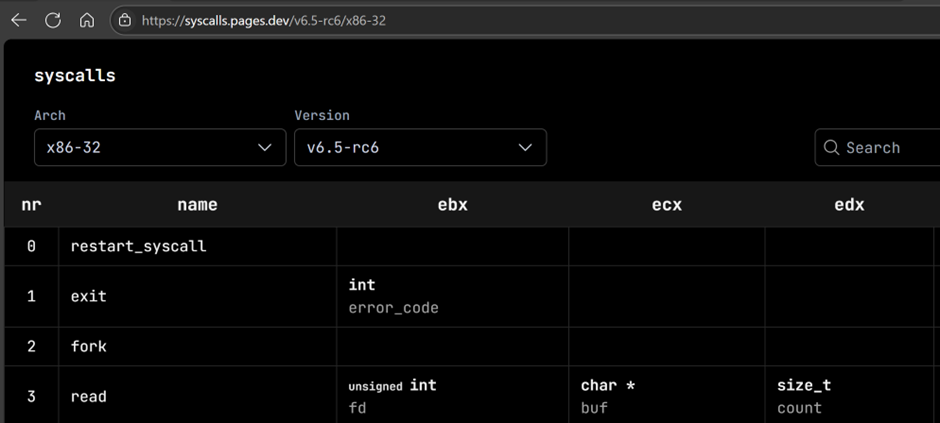 https://syscalls.pages.dev/v6.5-rc6/x86-32
syscalls
Arch Version
x86-32 v6.5-rc6 Search
nr name ebx ecx edx
0 restart_syscall
1 exit int
error_code
2 fork
3 read unsigned int char * size_t
fd buf count